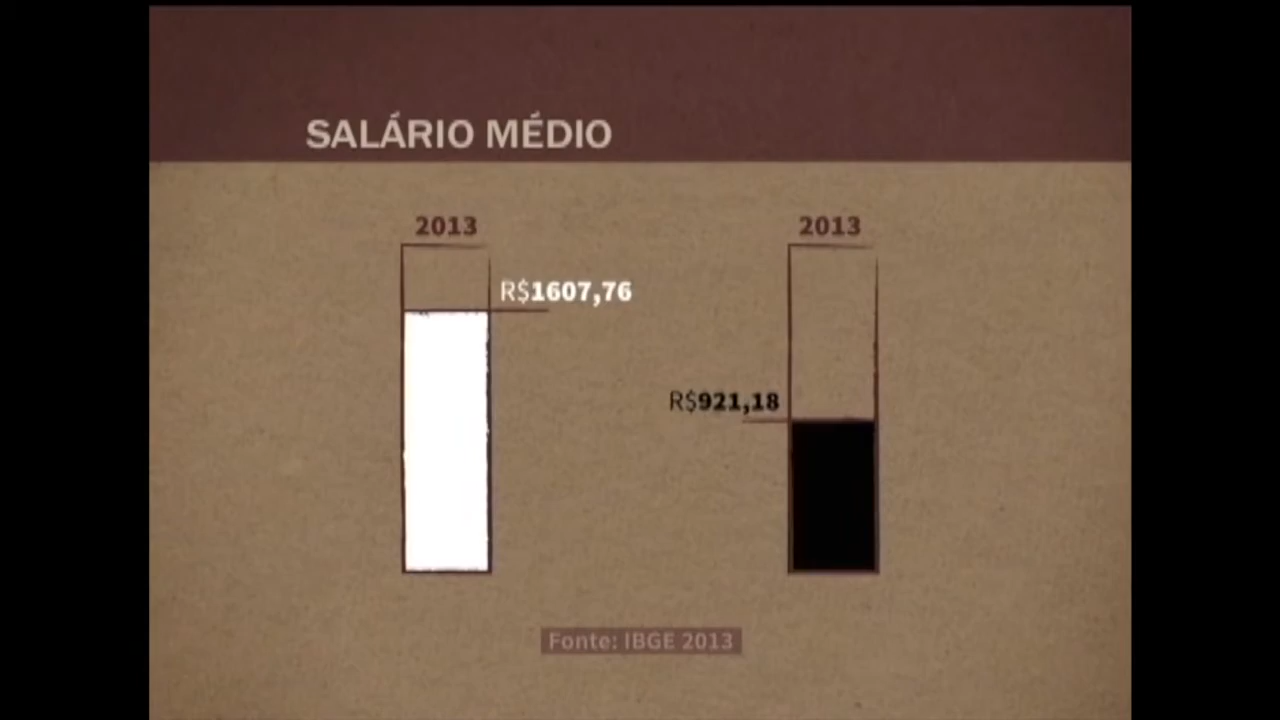 SALÁRIO MÉDIO
2013
2013
R$1607,76
R$921,18
Fonte: IBGE 2013